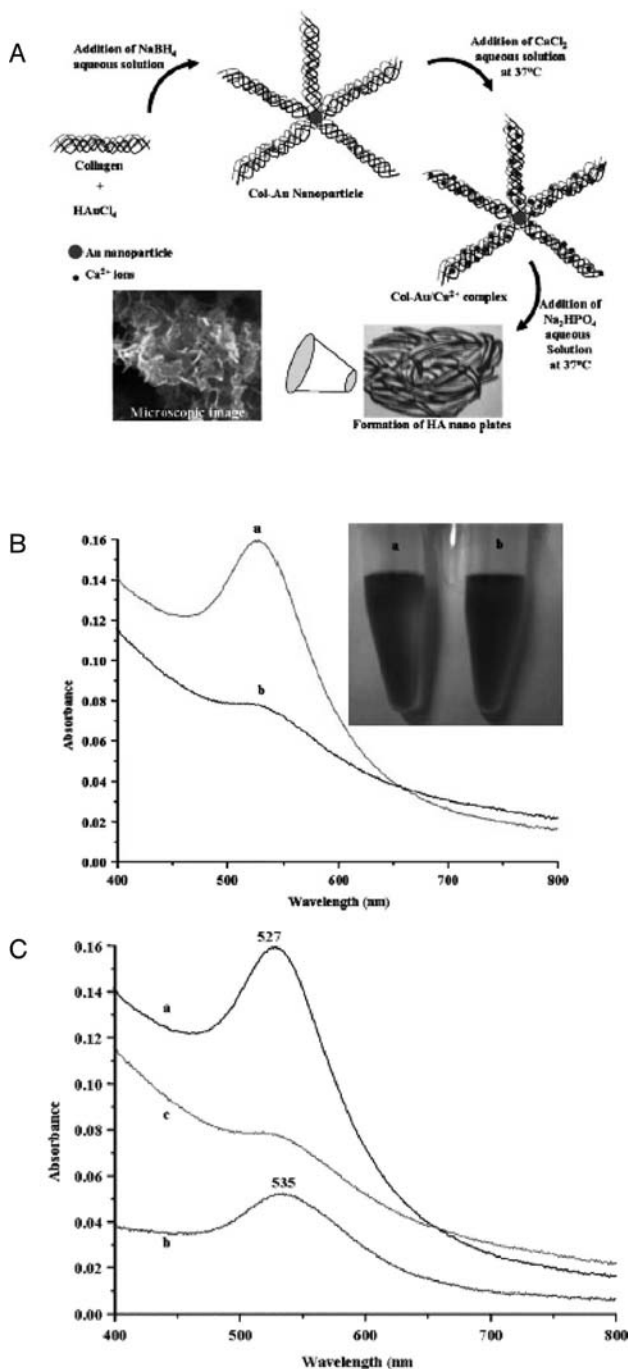 A
Addition of NaBH4
aqueous solution
Addition of CaCl2
aqueous solution
at 37°C
Collagen
+
HAuCl4
Col-Au Nanoparticle
Au nanoparticle
Ca2+ ions
Col-Au/Ca2+ complex
Addition of
Na2HPO4
aqueous
Solution
at 37°C
Microscopic image
Formation of HA nano plates
B
a
b
a
b
0.16
0.14
0.12
0.10
0.08
0.06
0.04
0.02
0.00
Absorbance
400 500 600 700 800
Wavelength (nm)
C
527
a
c
535
b
0.16
0.14
0.12
0.10
0.08
0.06
0.04
0.02
0.00
Absorbance
400 500 600 700 800
Wavelength (nm